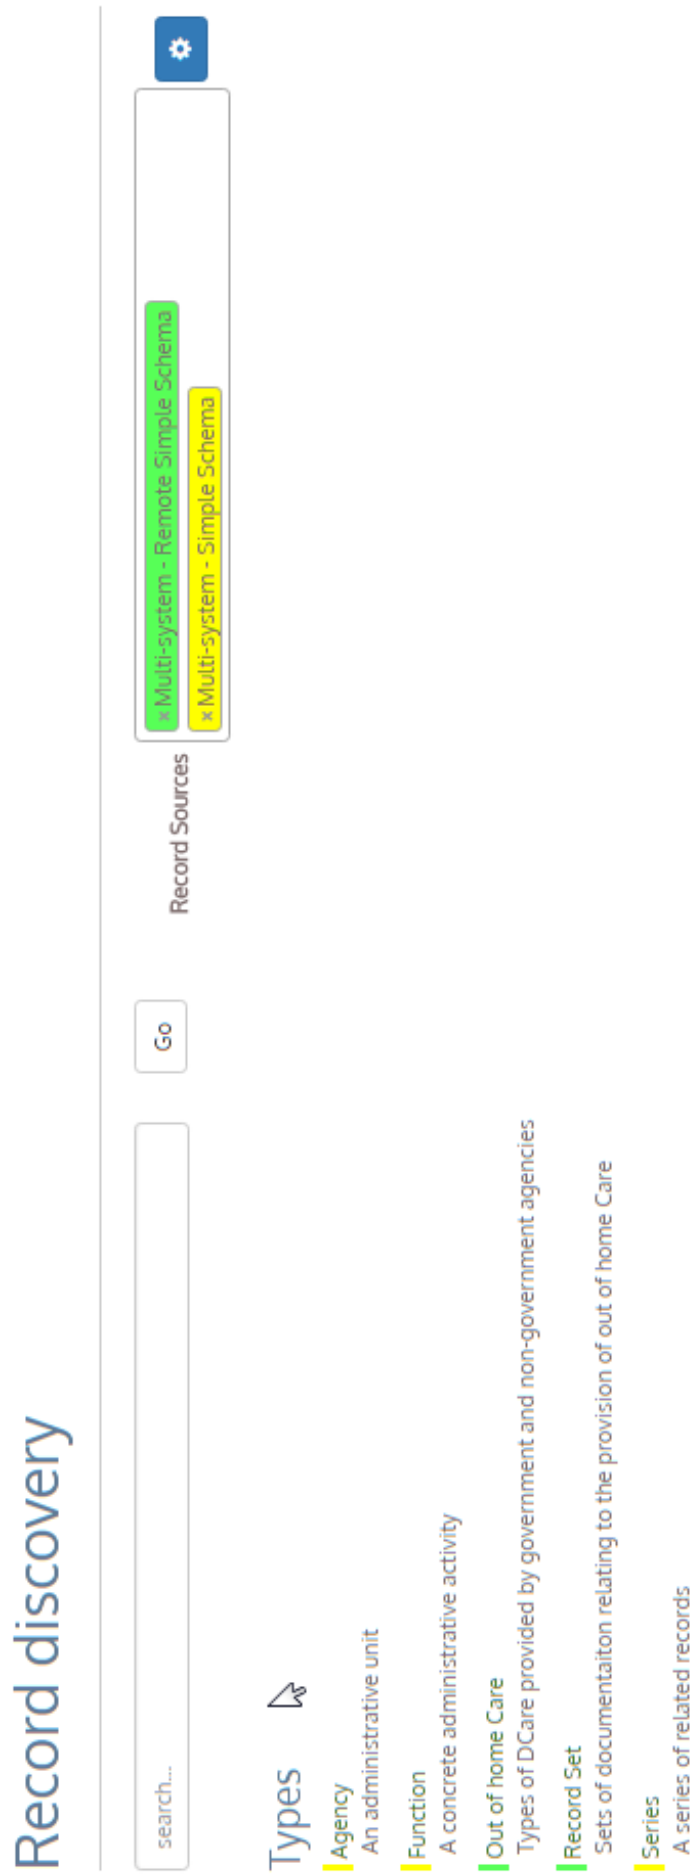 Record discovery
search...
Go
Record Sources
×Multi-system - Remote Simple Schema
×Multi-system - Simple Schema
Types
Agency
An administrative unit
Function
A concrete administrative activity
Out of home Care
Types of DCare provided by government and non-government agencies
Record Set
Sets of documentaiton relating to the provision of out of home Care
Series
A series of related records